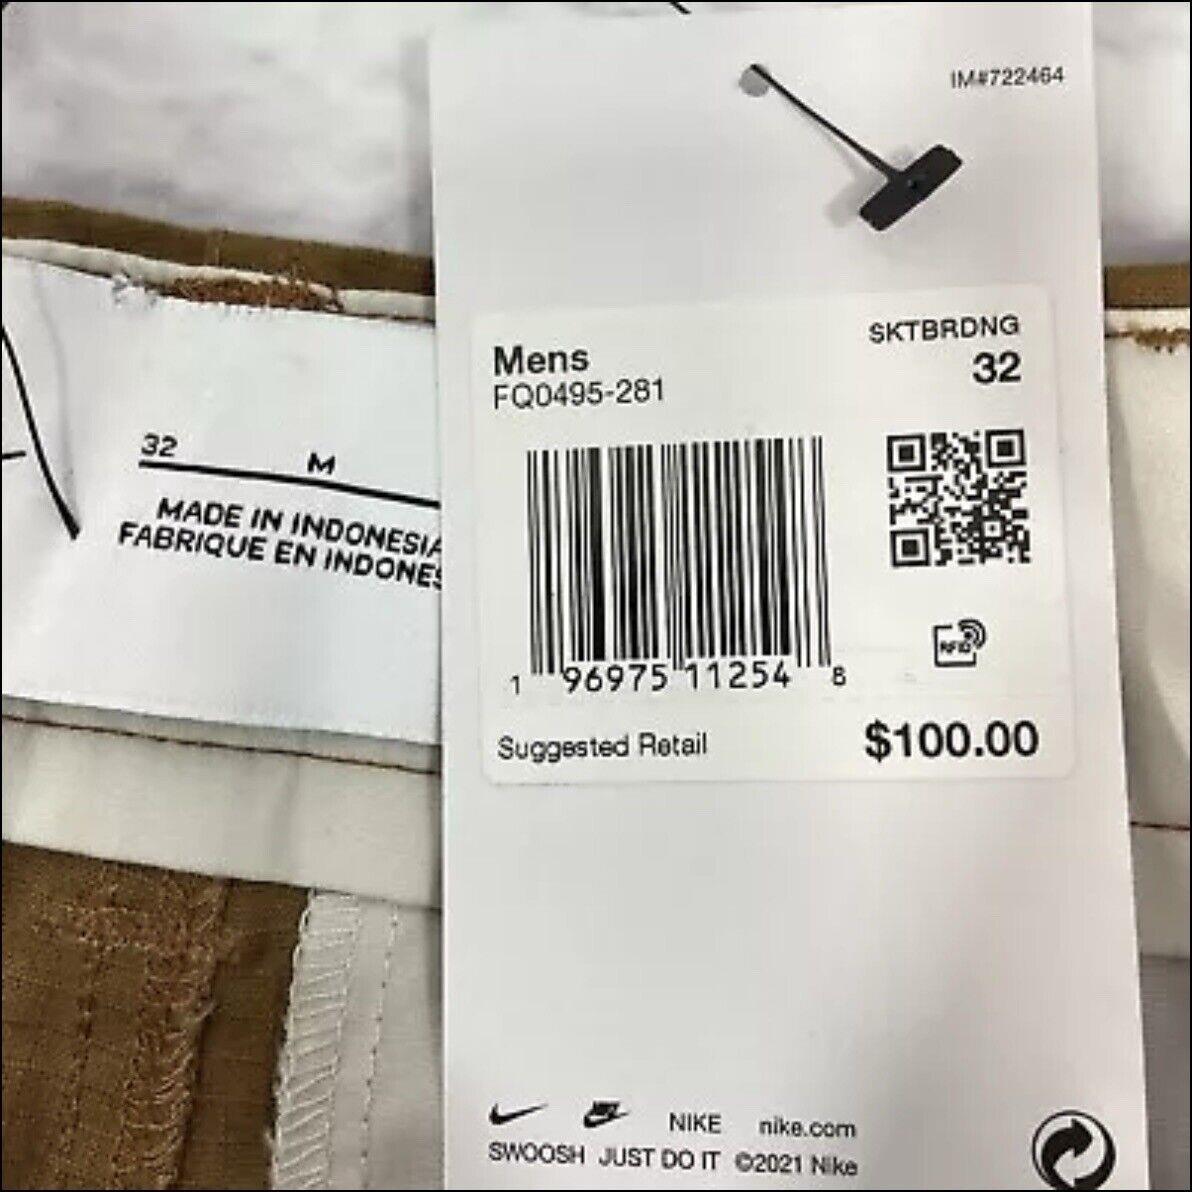 IM#722464
SKTBRDNG
Mens
32
FQ0495-281
32 M
MADE IN INDONESIA
FABRIQUE EN INDONES
RFID
1 96975 11254 8
Suggested Retail $100.00
NIKE nike.com
SWOOSH JUST DO IT ©2021 Nike